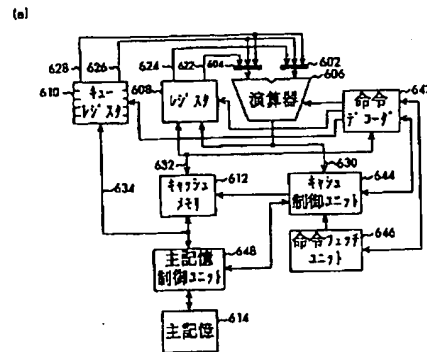 (a)
628
626
624
622
604
602
606
610
キュー
レジスタ
608
レジスタ
演算器
命令
デコーダ
632
612
630
644
キャッシュ
メモリ
キャシュ
制御ユニット
634
648
646
主記憶
制御ユニット
命令フェッチ
ユニット
主記憶
614